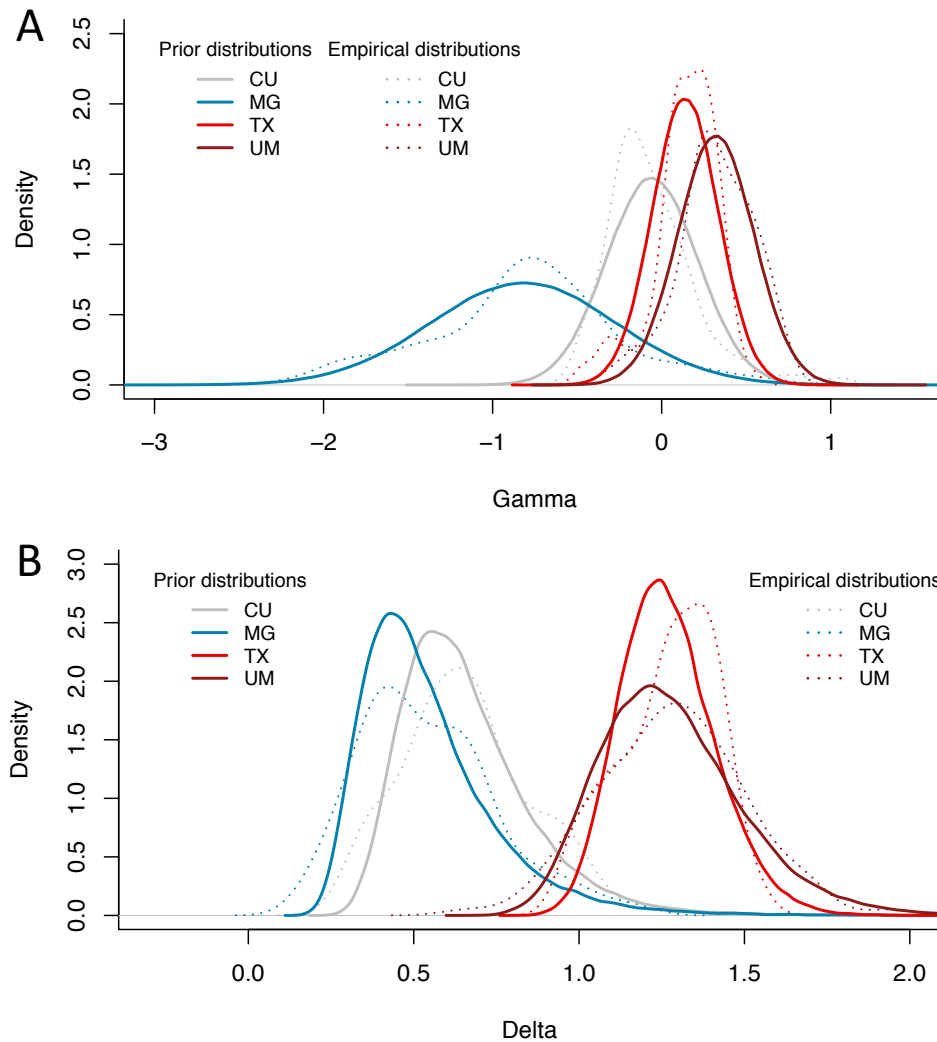 A
Prior distributions Empirical distributions
CU CU
MG MG
TX TX
UM UM
Density
0.0 0.5 1.0 1.5 2.0 2.5
−3 −2 −1 0 1
Gamma
B
Prior distributions Empirical distributions
CU CU
MG MG
TX TX
UM UM
Density
0.0 0.5 1.0 1.5 2.0 2.5 3.0
0.0 0.5 1.0 1.5 2.0
Delta